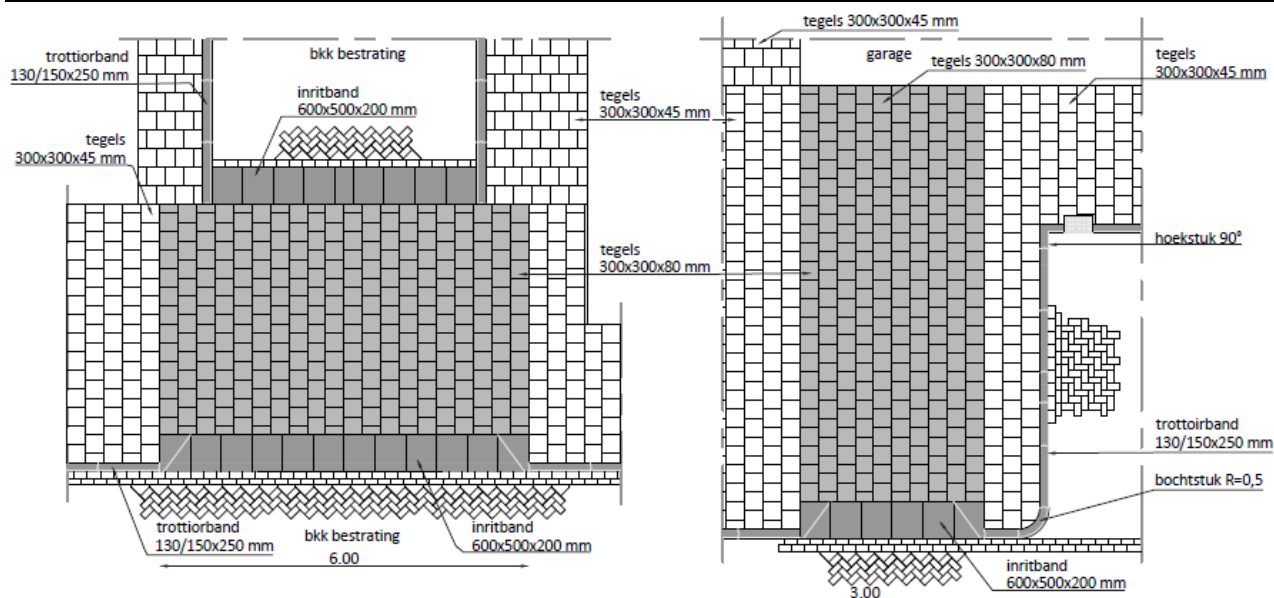 trottiorband
130/150x250 mm
bkk bestrating
inritband
600x500x200 mm
tegels
300x300x45 mm
tegels
300x300x45 mm
tegels
300x300x80 mm
trottiorband
130/150x250 mm
bkk bestrating
6.00
inritband
600x500x200 mm
tegels 300x300x45 mm
garage
tegels 300x300x80 mm
tegels
300x300x45 mm
hoekstuk 90°
trottoirband
130/150x250 mm
bochtstuk R=0,5
inritband
600x500x200 mm
3.00